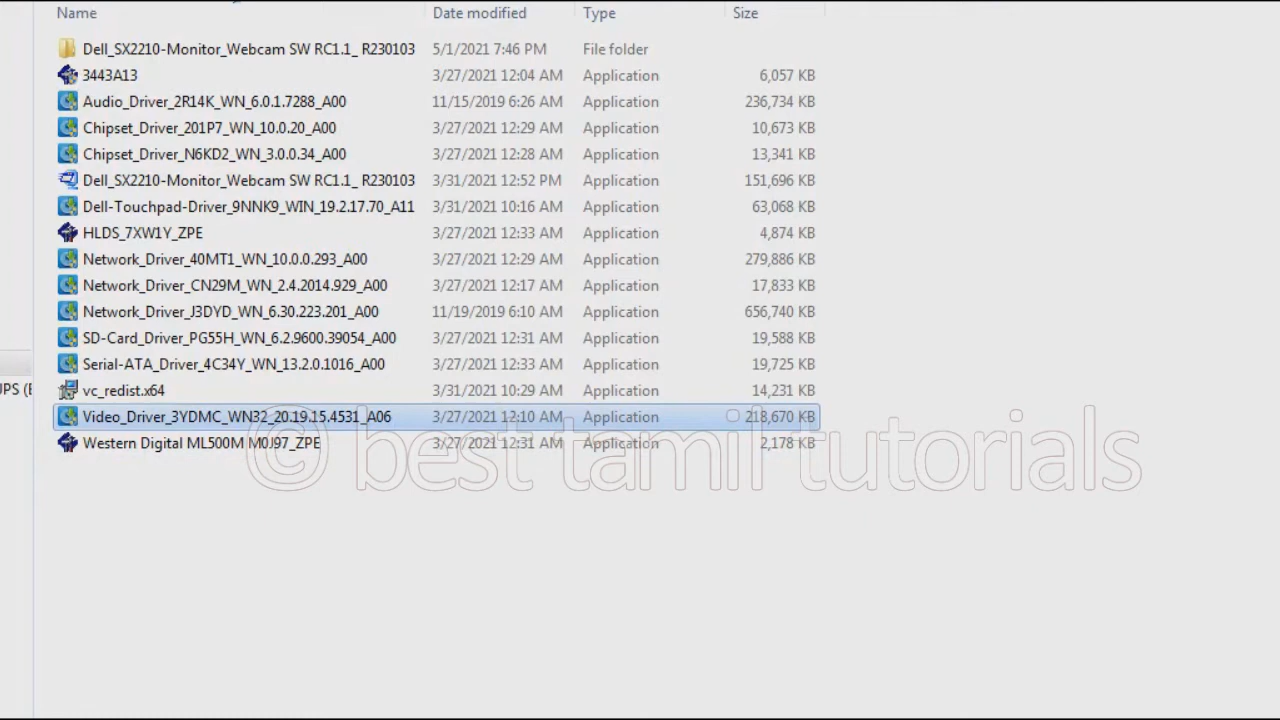 Name Date modified Type Size
Dell_SX2210-Monitor_Webcam SW RC1.1_ R230103 5/1/2021 7:46 PM File folder
3443A13 3/27/2021 12:04 AM Application 6,057 KB
Audio_Driver_2R14K_WN_6.0.1.7288_A00 11/15/2019 6:26 AM Application 236,734 KB
Chipset_Driver_201P7_WN_10.0.20_A00 3/27/2021 12:29 AM Application 10,673 KB
Chipset_Driver_N6KD2_WN_3.0.0.34_A00 3/27/2021 12:28 AM Application 13,341 KB
Dell_SX2210-Monitor_Webcam SW RC1.1_ R230103 3/31/2021 12:52 PM Application 151,696 KB
Dell-Touchpad-Driver_9NNK9_WIN_19.2.17.70_A11 3/31/2021 10:16 AM Application 63,068 KB
HLDS_7XW1Y_ZPE 3/27/2021 12:33 AM Application 4,874 KB
Network_Driver_40MT1_WN_10.0.0.293_A00 3/27/2021 12:29 AM Application 279,886 KB
Network_Driver_CN29M_WN_2.4.2014.929_A00 3/27/2021 12:17 AM Application 17,833 KB
Network_Driver_J3DYD_WN_6.30.223.201_A00 11/19/2019 6:10 AM Application 656,740 KB
SD-Card_Driver_PG55H_WN_6.2.9600.39054_A00 3/27/2021 12:31 AM Application 19,588 KB
Serial-ATA_Driver_4C34Y_WN_13.2.0.1016_A00 3/27/2021 12:33 AM Application 19,725 KB
UPS (E
vc_redist.x64 3/31/2021 10:29 AM Application 14,231 KB
Video_Driver_3YDMC_WN32_20.19.15.4531_A06 3/27/2021 12:10 AM Application 218,670 KB
Western Digital ML500M M0J97_ZPE 3/27/2021 12:31 AM Application 2,178 KB
© best tamil tutorials